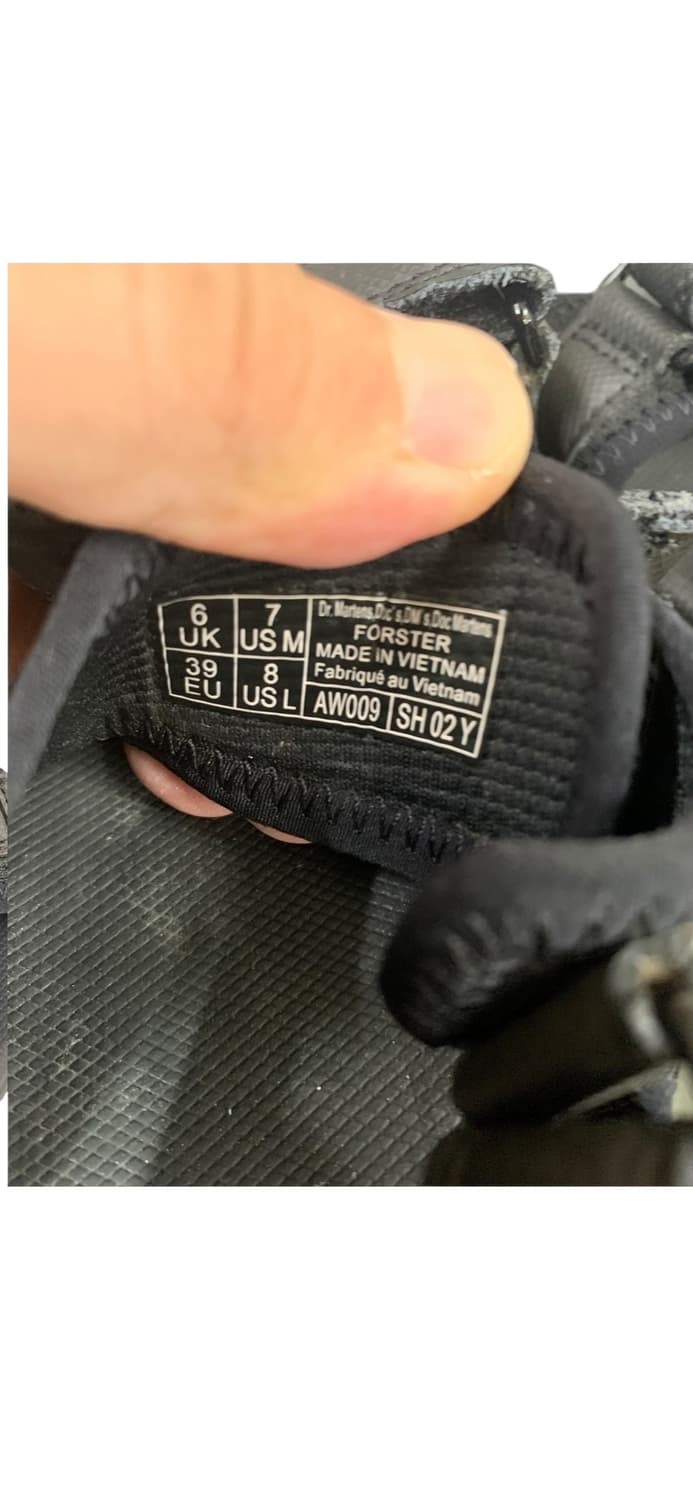 6
UK
7
US M
39
EU
8
US L
Dr. Martens,Doc's,DM's,Doc Martens
FORSTER
MADE IN VIETNAM
Fabriqué au Vietnam
AW009
SH 02 Y